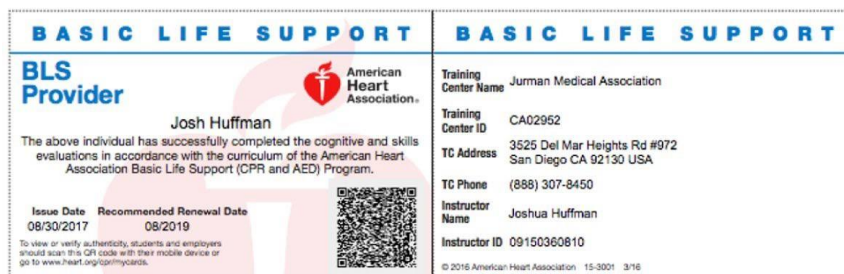 BASIC LIFE SUPPORT
BLS
Provider
American
Heart
Association®
Josh Huffman
The above individual has successfully completed the cognitive and skills
evaluations in accordance with the curriculum of the American Heart
Association Basic Life Support (CPR and AED) Program.
Issue Date Recommended Renewal Date
08/30/2017 08/2019
To view or verify authenticity, students and employers
should scan this QR code with their mobile device or
go to www.heart.org/cpr/mycards.
BASIC LIFE SUPPORT
Training
Center Name Jurman Medical Association
Training
Center ID CA02952
TC Address 3525 Del Mar Heights Rd #972
San Diego CA 92130 USA
TC Phone (888) 307-8450
Instructor
Name Joshua Huffman
Instructor ID 09150360810
© 2016 American Heart Association 15-3001 3/16